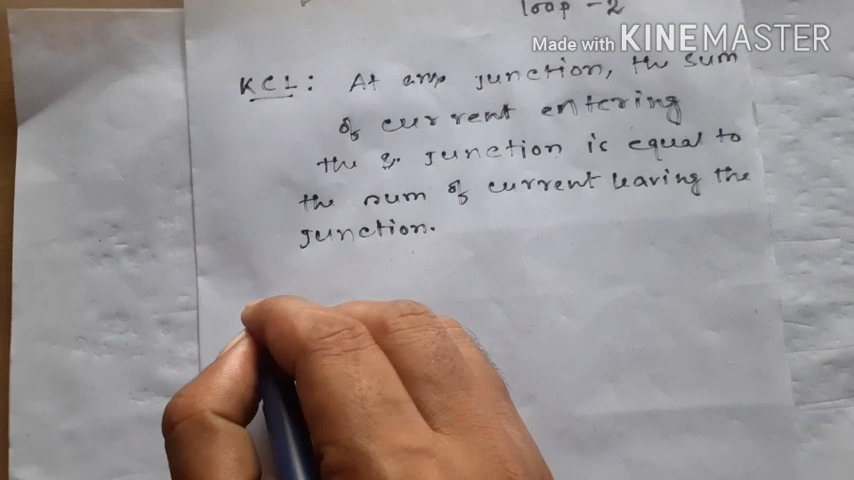 loop - 2
Made with KINEMASTER
KCL : At any junction, the sum
of current entering
the junction is equal to
the sum of current leaving the
junction.